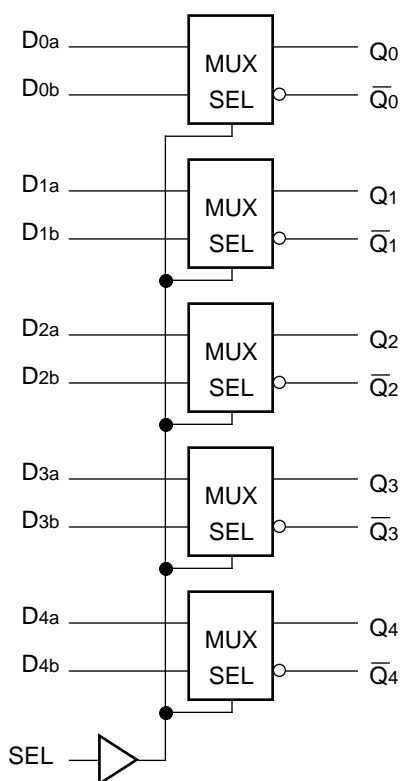 D0a MUX Q0
D0b SEL Q̅0
D1a MUX Q1
D1b SEL Q̅1
D2a MUX Q2
D2b SEL Q̅2
D3a MUX Q3
D3b SEL Q̅3
D4a MUX Q4
D4b SEL Q̅4
SEL